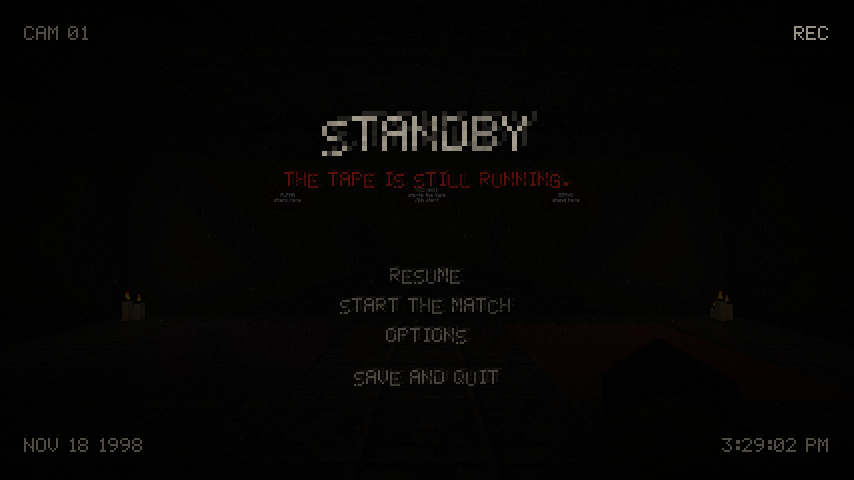 CAM 01
REC
STANDBY
THE TAPE IS STILL RUNNING.
RESUME
START THE MATCH
OPTIONS
SAVE AND QUIT
NOV 18 1998
3:29:02 PM